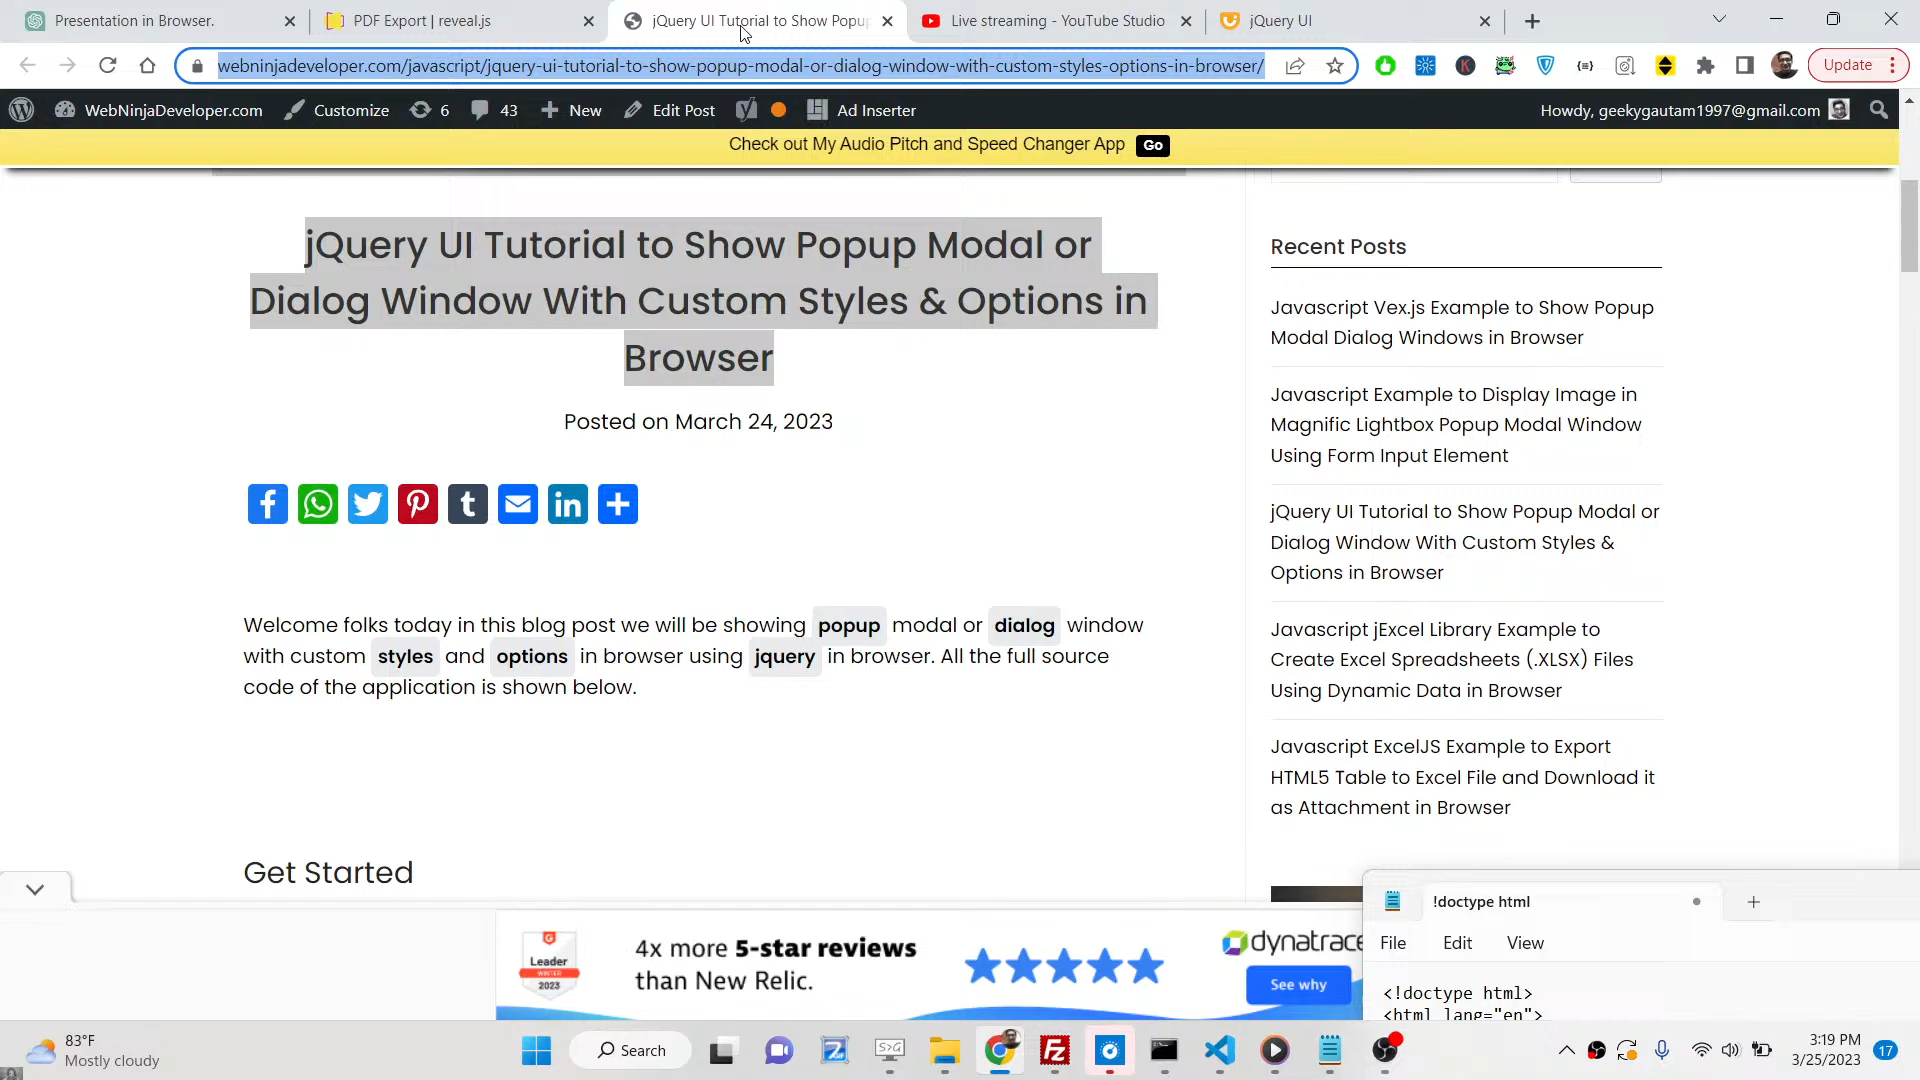 Presentation in Browser.
PDF Export | reveal.js
jQuery UI Tutorial to Show Popup
Live streaming - YouTube Studio
jQuery UI
webninjadeveloper.com/javascript/jquery-ui-tutorial-to-show-popup-modal-or-dialog-window-with-custom-styles-options-in-browser/
Update
WebNinjaDeveloper.com
Customize
6
43
New
Edit Post
Ad Inserter
Howdy, geekygautam1997@gmail.com
Check out My Audio Pitch and Speed Changer App Go
jQuery UI Tutorial to Show Popup Modal or
Dialog Window With Custom Styles & Options in
Browser
Posted on March 24, 2023
Welcome folks today in this blog post we will be showing popup modal or dialog window
with custom styles and options in browser using jquery in browser. All the full source
code of the application is shown below.
Get Started
Recent Posts
Javascript Vex.js Example to Show Popup
Modal Dialog Windows in Browser
Javascript Example to Display Image in
Magnific Lightbox Popup Modal Window
Using Form Input Element
jQuery UI Tutorial to Show Popup Modal or
Dialog Window With Custom Styles &
Options in Browser
Javascript jExcel Library Example to
Create Excel Spreadsheets (.XLSX) Files
Using Dynamic Data in Browser
Javascript ExcelJS Example to Export
HTML5 Table to Excel File and Download it
as Attachment in Browser
Leader
WINTER
2023
4x more 5-star reviews
than New Relic.
dynatrace
See why
!doctype html
File
Edit
View
<!doctype html>
<html lang="en">
83°F
Mostly cloudy
Search
3:19 PM
3/25/2023
17